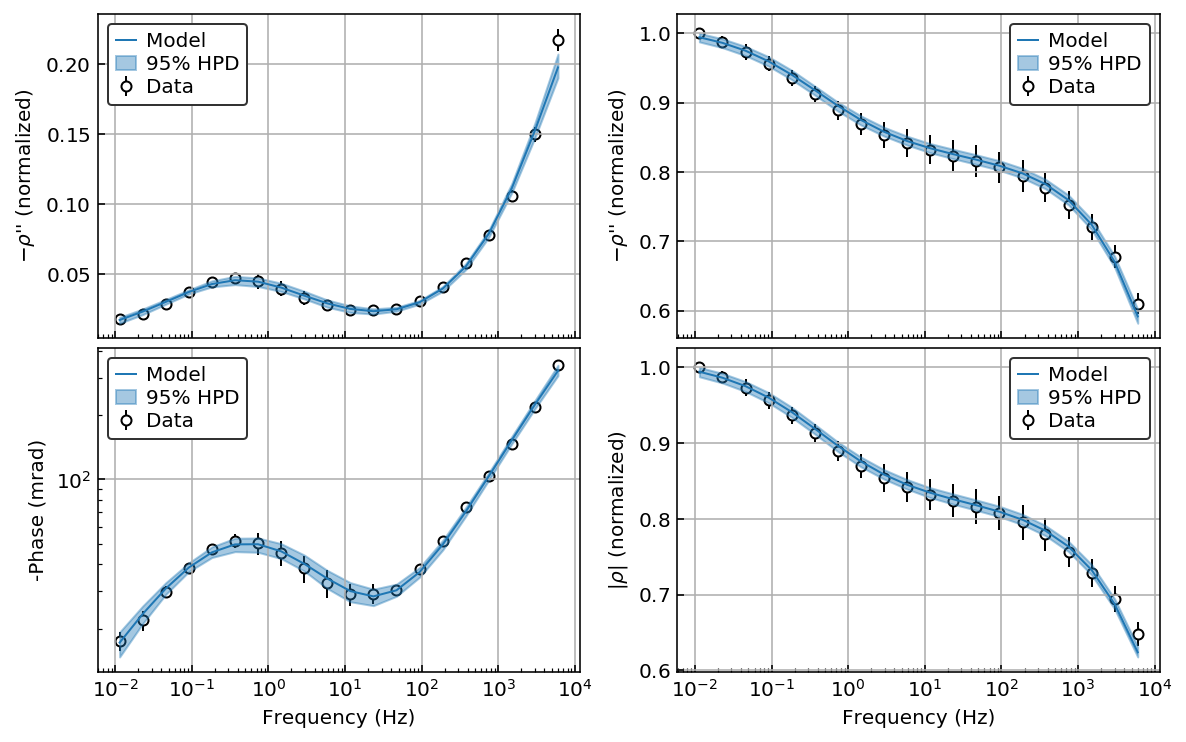 Model
95% HPD
Data
0.20
0.15
0.10
0.05
−ρ'' (normalized)
Model
95% HPD
Data
1.0
0.9
0.8
0.7
0.6
−ρ'' (normalized)
Model
95% HPD
Data
10²
-Phase (mrad)
10⁻² 10⁻¹ 10⁰ 10¹ 10² 10³ 10⁴
Frequency (Hz)
Model
95% HPD
Data
1.0
0.9
0.8
0.7
0.6
|ρ| (normalized)
10⁻² 10⁻¹ 10⁰ 10¹ 10² 10³ 10⁴
Frequency (Hz)